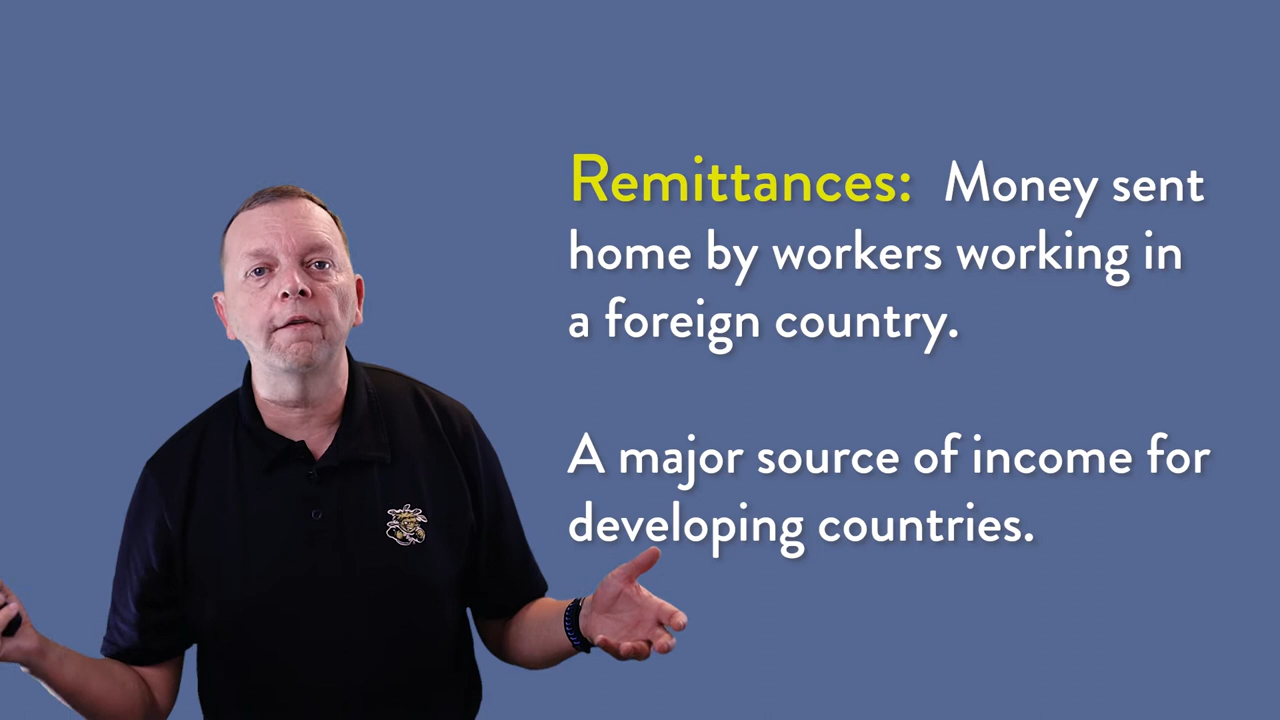 Remittances: Money sent
home by workers working in
a foreign country.
A major source of income for
developing countries.